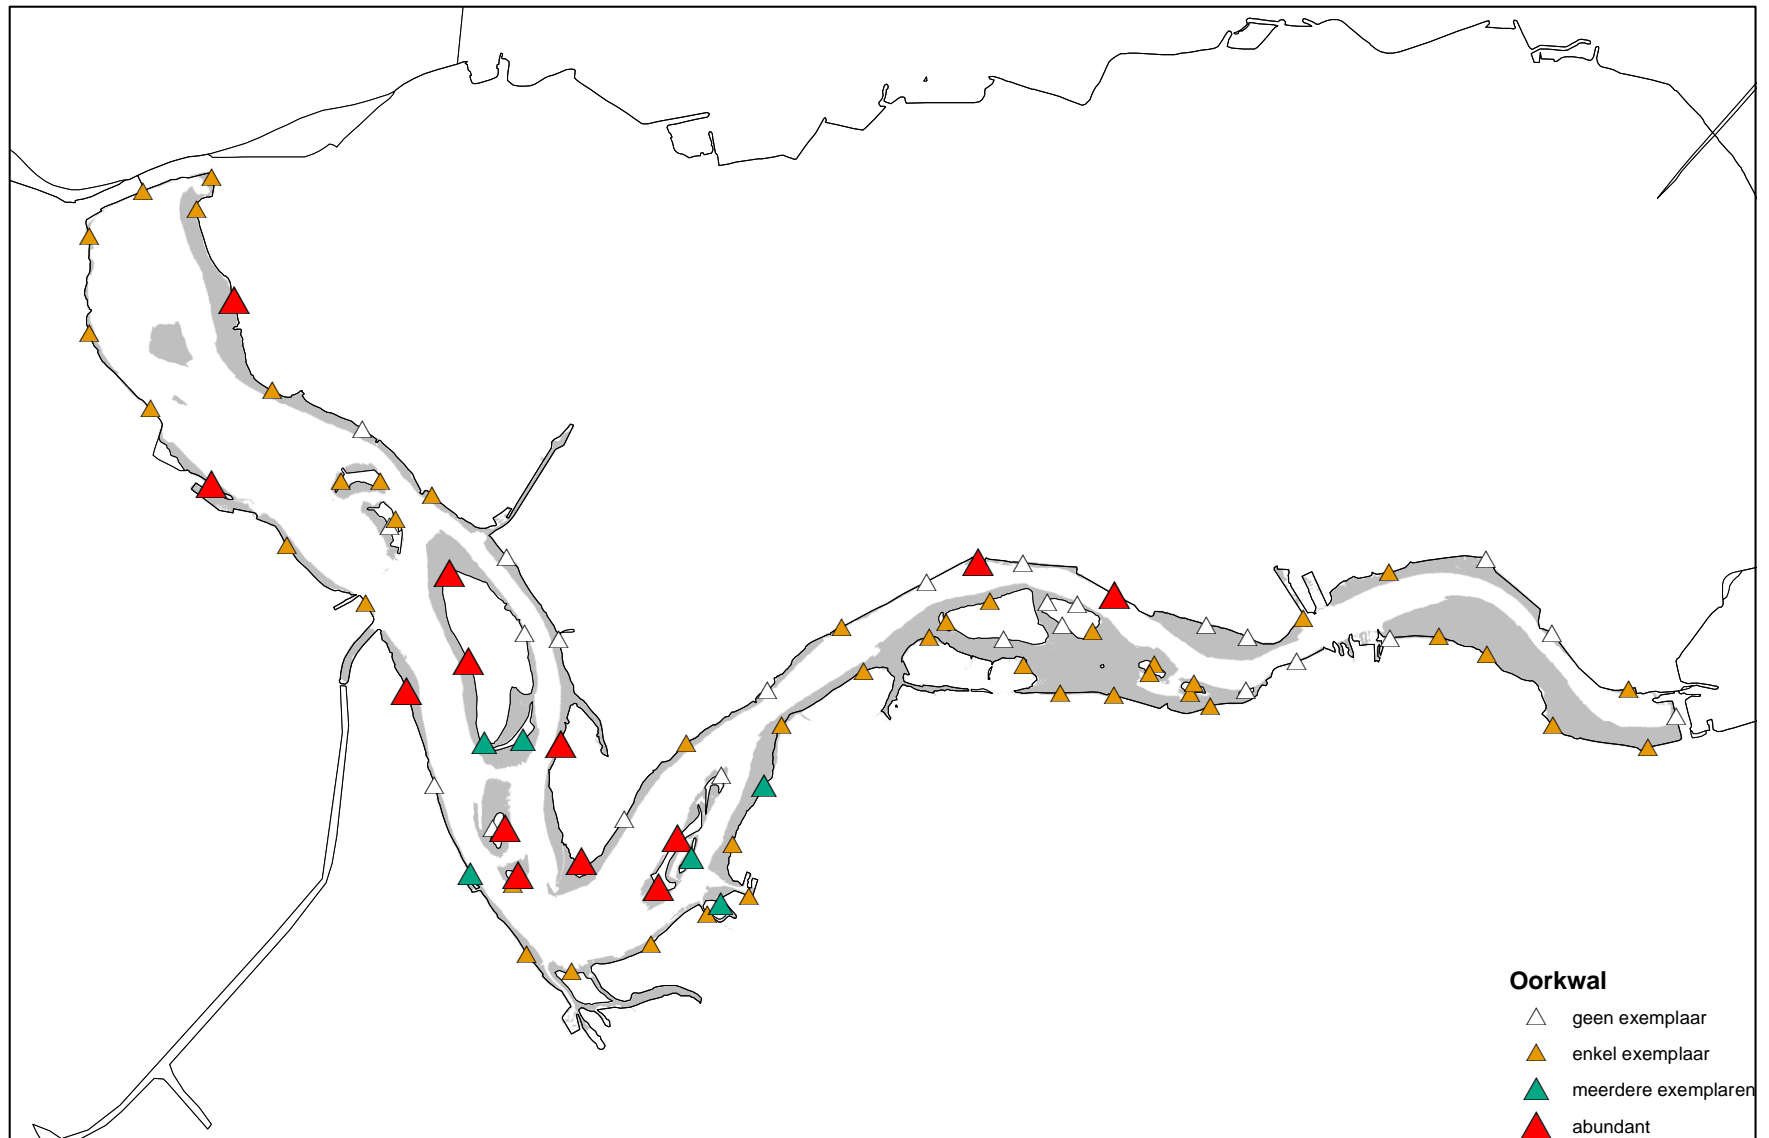 Oorkwal
geen exemplaar
enkel exemplaar
meerdere exemplaren
abundant